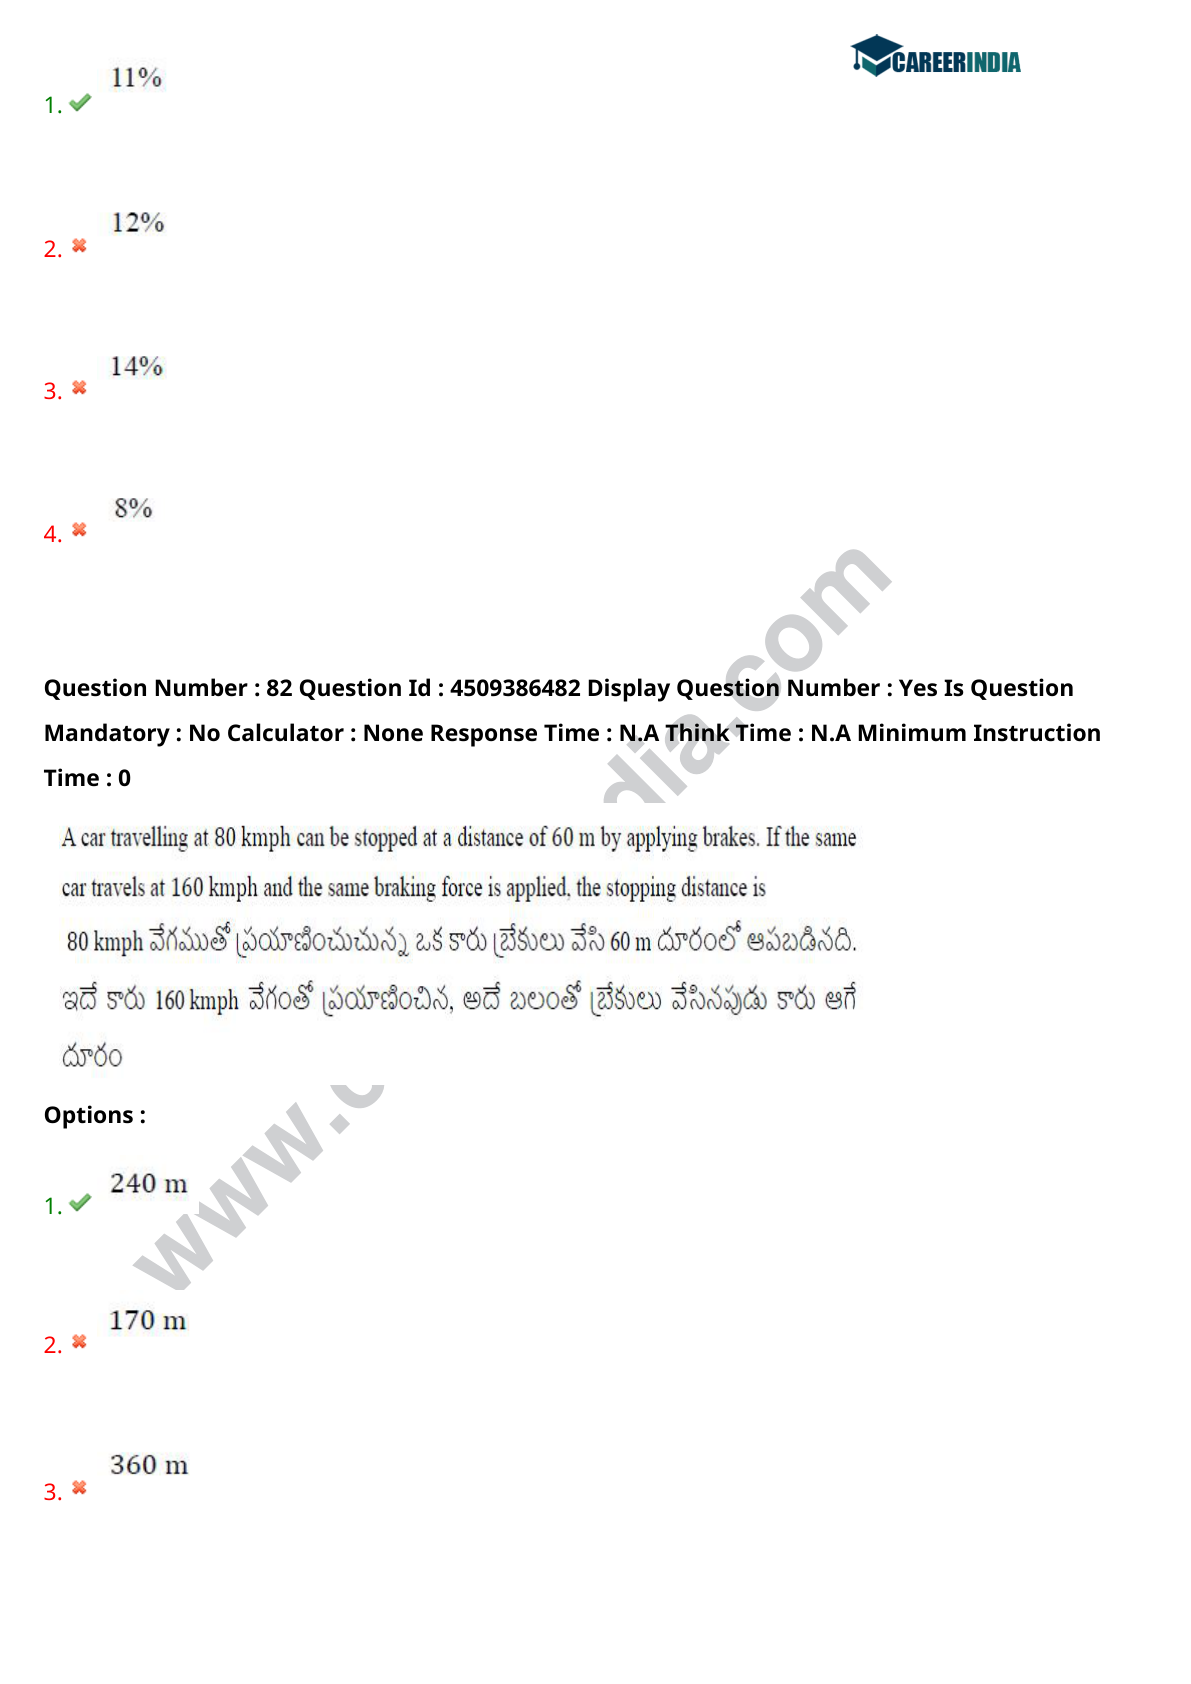 CAREERINDIA
11%
1.
12%
2.
14%
3.
8%
4.
Question Number : 82 Question Id : 4509386482 Display Question Number : Yes Is Question
Mandatory : No Calculator : None Response Time : N.A Think Time : N.A Minimum Instruction
Time : 0
A car travelling at 80 kmph can be stopped at a distance of 60 m by applying brakes. If the same
car travels at 160 kmph and the same braking force is applied, the stopping distance is
80 kmph వేగముతో ప్రయాణించుచున్న ఒక కారు బ్రేకులు వేసి 60 m దూరంలో ఆపబడినది.
ఇదే కారు 160 kmph వేగంతో ప్రయాణించిన, అదే బలంతో బ్రేకులు వేసినపుడు కారు ఆగే
దూరం
Options :
240 m
1.
170 m
2.
360 m
3.